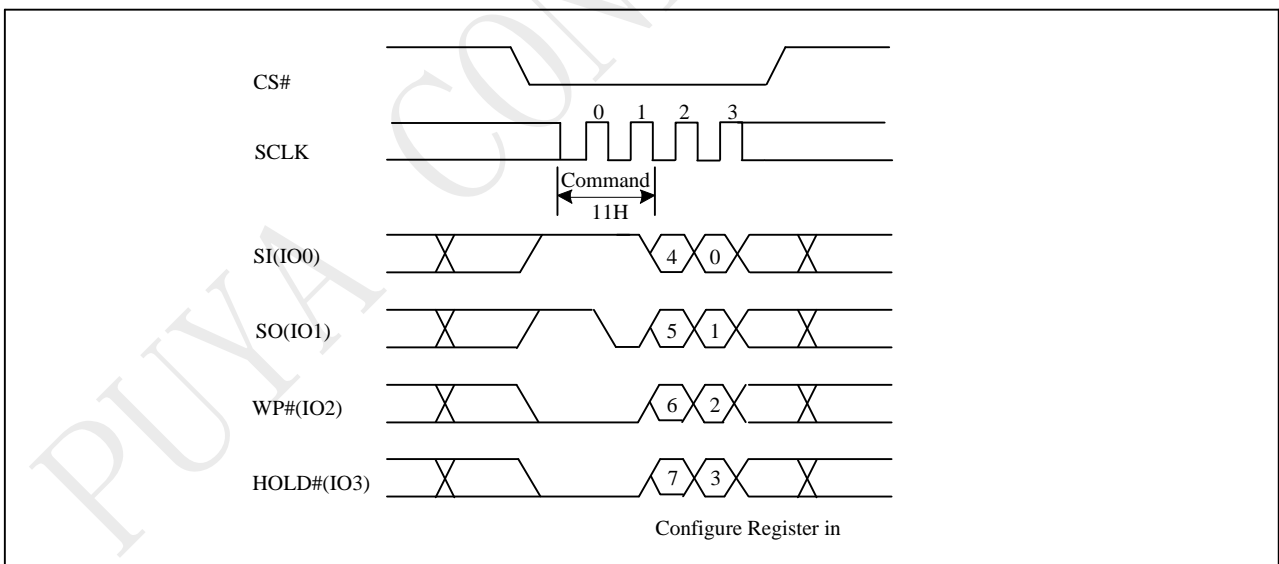 PUYA CON
CS#
0 1 2 3
SCLK
Command
11H
SI(IO0)
4 0
SO(IO1)
5 1
WP#(IO2)
6 2
HOLD#(IO3)
7 3
Configure Register in